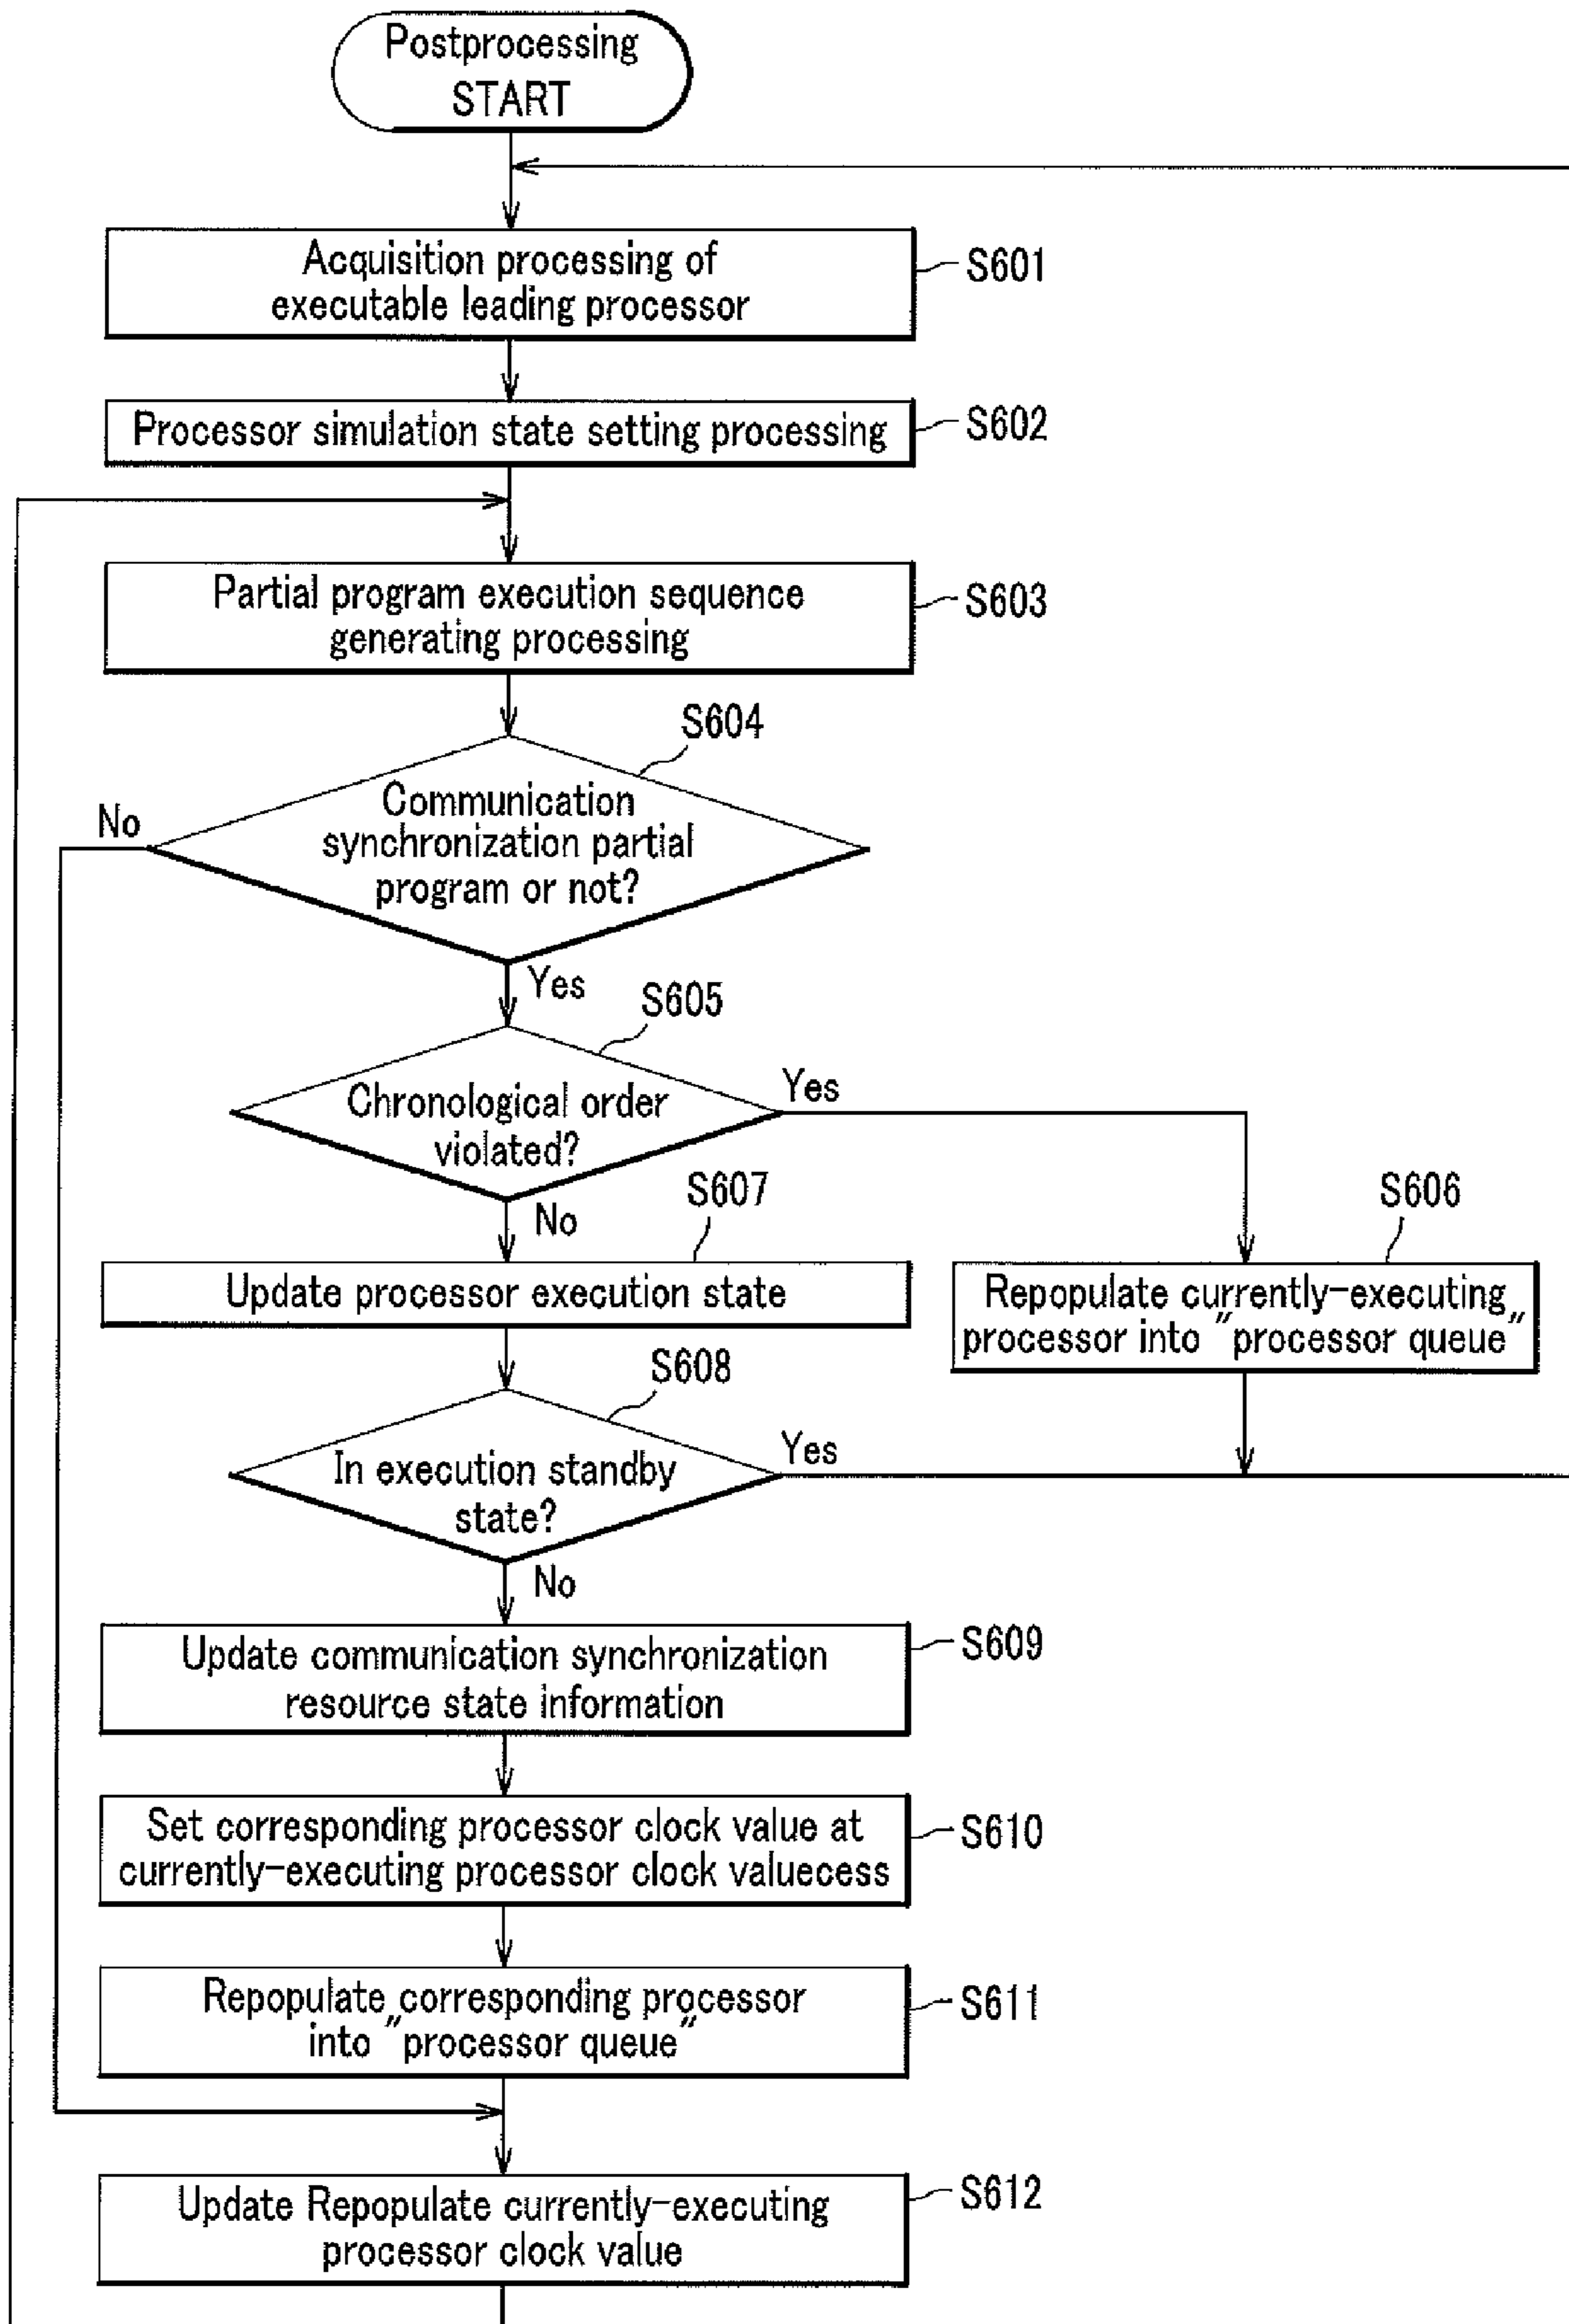 Postprocessing
START
Acquisition processing of
executable leading processor
S601
Processor simulation state setting processing
S602
Partial program execution sequence
generating processing
S603
S604
Communication
synchronization partial
program or not?
No
Yes
S605
Chronological order
violated?
Yes
No
S607
S606
Update processor execution state
Repopulate currently-executing
processor into "processor queue"
S608
In execution standby
state?
Yes
No
Update communication synchronization
resource state information
S609
Set corresponding processor clock value at
currently-executing processor clock valuecess
S610
Repopulate corresponding processor
into "processor queue"
S611
Update Repopulate currently-executing
processor clock value
S612